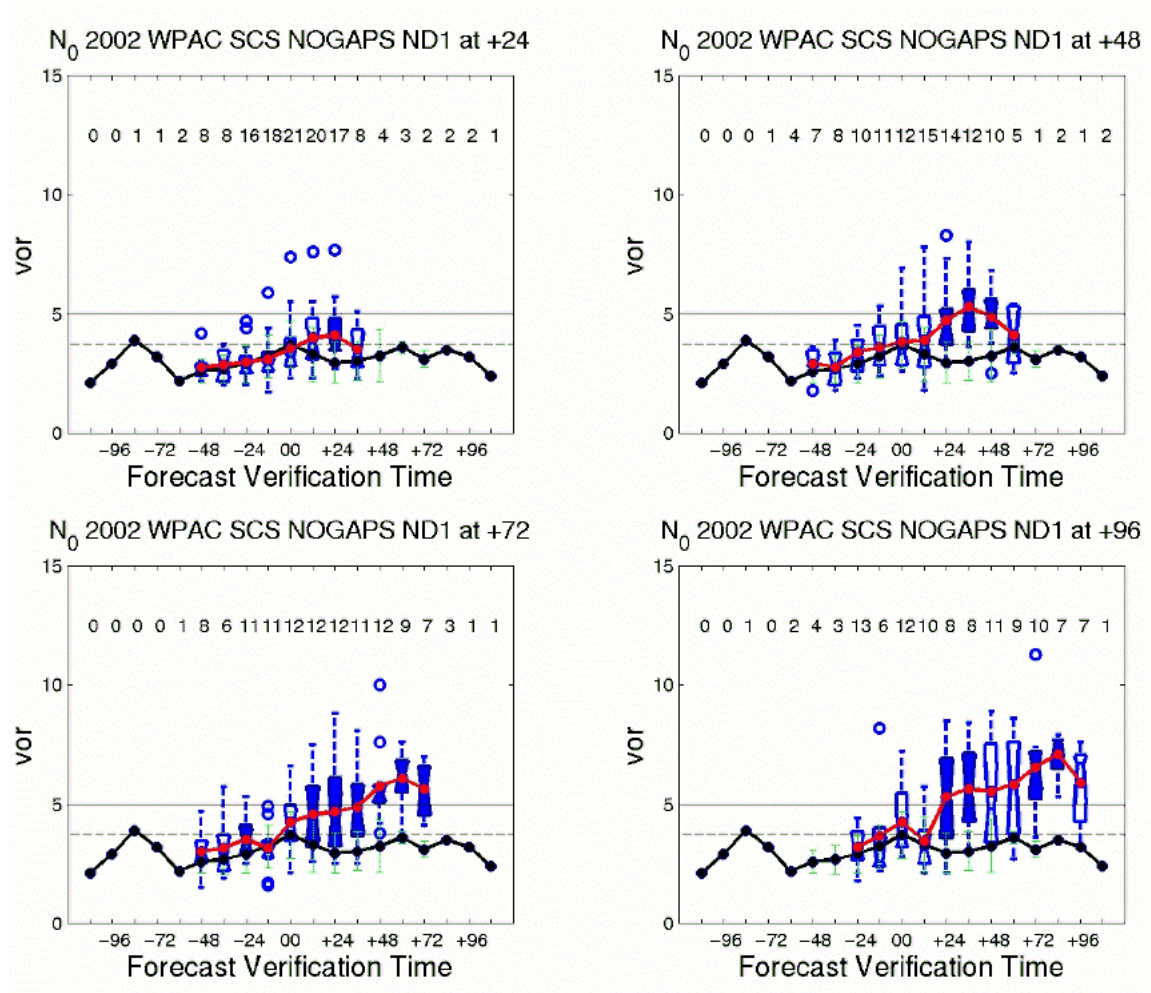 N0 2002 WPAC SCS NOGAPS ND1 at +24
15
0 0 1 1 2 8 8 16 18 21 20 17 8 4 3 2 2 2 1
10
vor
5
0
-96 -72 -48 -24 00 +24 +48 +72 +96
Forecast Verification Time
N0 2002 WPAC SCS NOGAPS ND1 at +48
15
0 0 0 1 4 7 8 10 11 12 15 14 12 10 5 1 2 1 2
10
vor
5
0
-96 -72 -48 -24 00 +24 +48 +72 +96
Forecast Verification Time
N0 2002 WPAC SCS NOGAPS ND1 at +72
15
0 0 0 0 1 8 6 11 11 12 12 12 11 12 9 7 3 1 1
10
vor
5
0
-96 -72 -48 -24 00 +24 +48 +72 +96
Forecast Verification Time
N0 2002 WPAC SCS NOGAPS ND1 at +96
15
0 0 1 0 2 4 3 13 6 12 10 8 8 11 9 10 7 7 1
10
vor
5
0
-96 -72 -48 -24 00 +24 +48 +72 +96
Forecast Verification Time